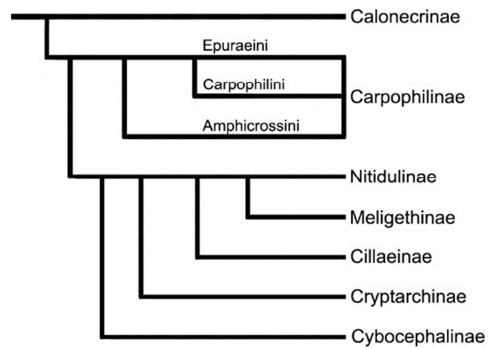 Calonecrinae
Epuraeini
Carpophilini
Carpophilinae
Amphicrossini
Nitidulinae
Meligethinae
Cillaeinae
Cryptarchinae
Cybocephalinae